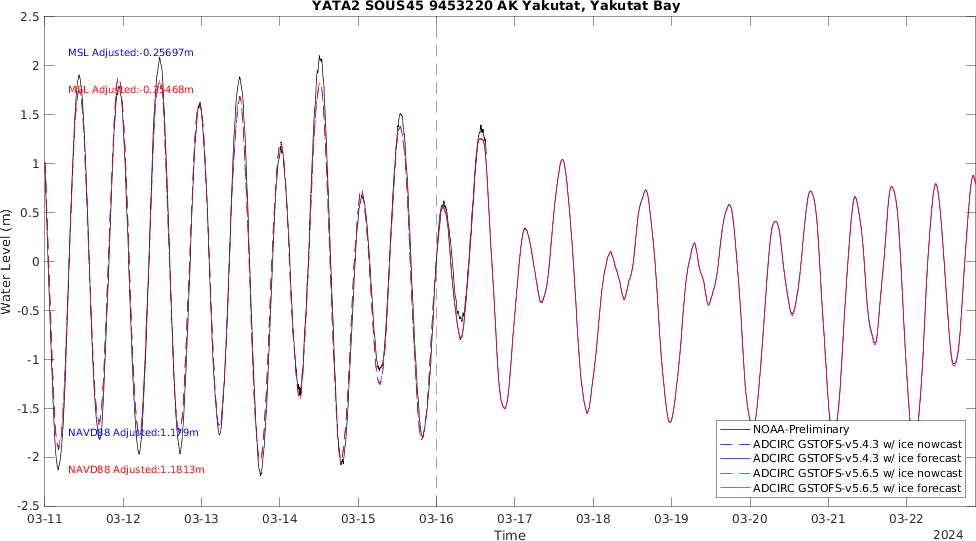 YATA2 SOUS45 9453220 AK Yakutat, Yakutat Bay
2.5
2
1.5
1
0.5
0
-0.5
-1
-1.5
-2
-2.5
Water Level (m)
MSL Adjusted:-0.25697m
MSL Adjusted:-0.25468m
NAVD88 Adjusted:1.179m
NAVD88 Adjusted:1.1813m
NOAA-Preliminary
ADCIRC GSTOFS-v5.4.3 w/ ice nowcast
ADCIRC GSTOFS-v5.4.3 w/ ice forecast
ADCIRC GSTOFS-v5.6.5 w/ ice nowcast
ADCIRC GSTOFS-v5.6.5 w/ ice forecast
03-11 03-12 03-13 03-14 03-15 03-16 03-17 03-18 03-19 03-20 03-21 03-22
Time
2024